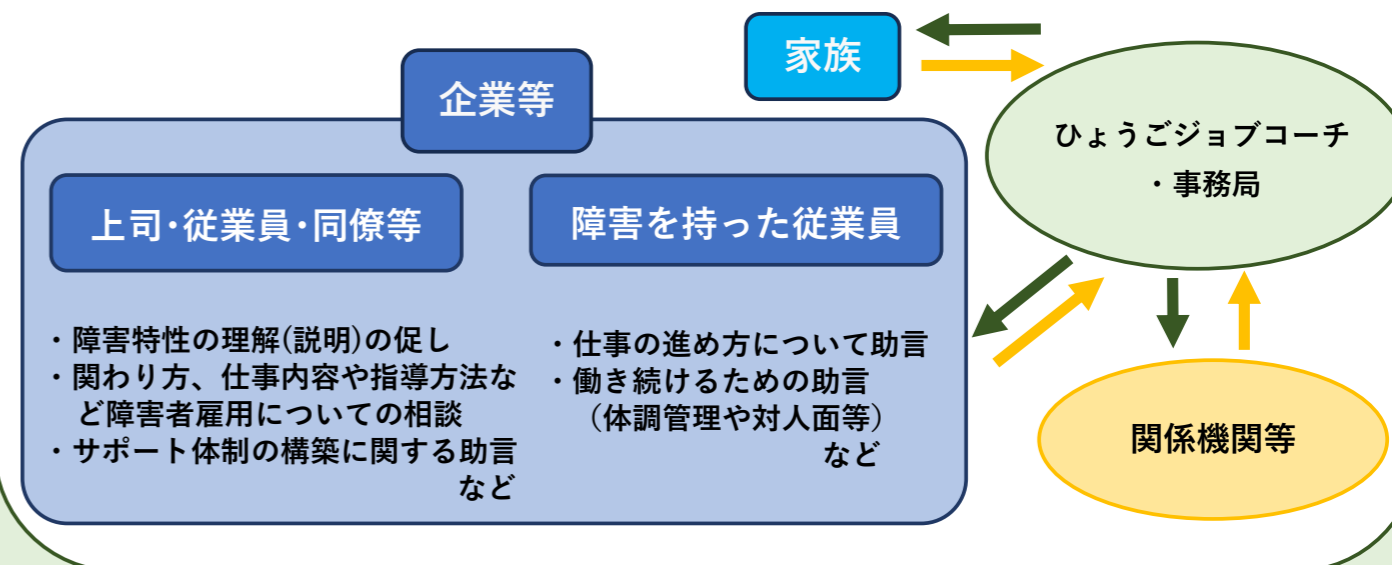 家族
企業等
ひょうごジョブコーチ
・事務局
上司・従業員・同僚等
障害を持った従業員
・障害特性の理解(説明)の促し
・関わり方、仕事内容や指導方法な
ど障害者雇用についての相談
・サポート体制の構築に関する助言
など
・仕事の進め方について助言
・働き続けるための助言
（体調管理や対人面等）
など
関係機関等